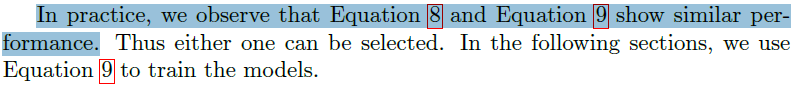 In practice, we observe that Equation 8 and Equation 9 show similar per-
formance. Thus either one can be selected. In the following sections, we use
Equation 9 to train the models.